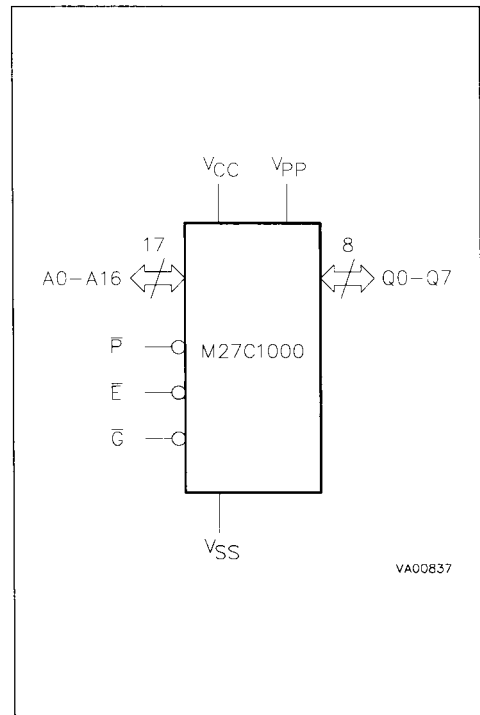 VCC VPP
17 8
A0-A16 Q0-Q7
P̅ M27C1000
E̅
G̅
VSS
VA00837